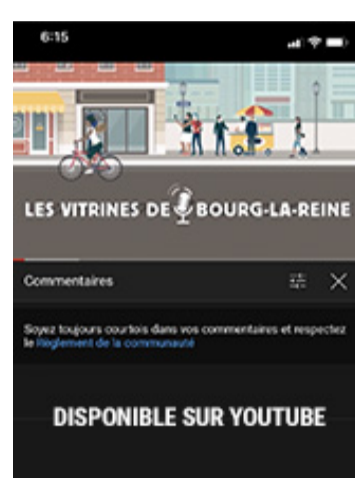 6:15
LES VITRINES DE BOURG-LA-REINE
Commentaires
Soyez toujours courtois dans vos commentaires et respectez
le Règlement de la communauté
DISPONIBLE SUR YOUTUBE